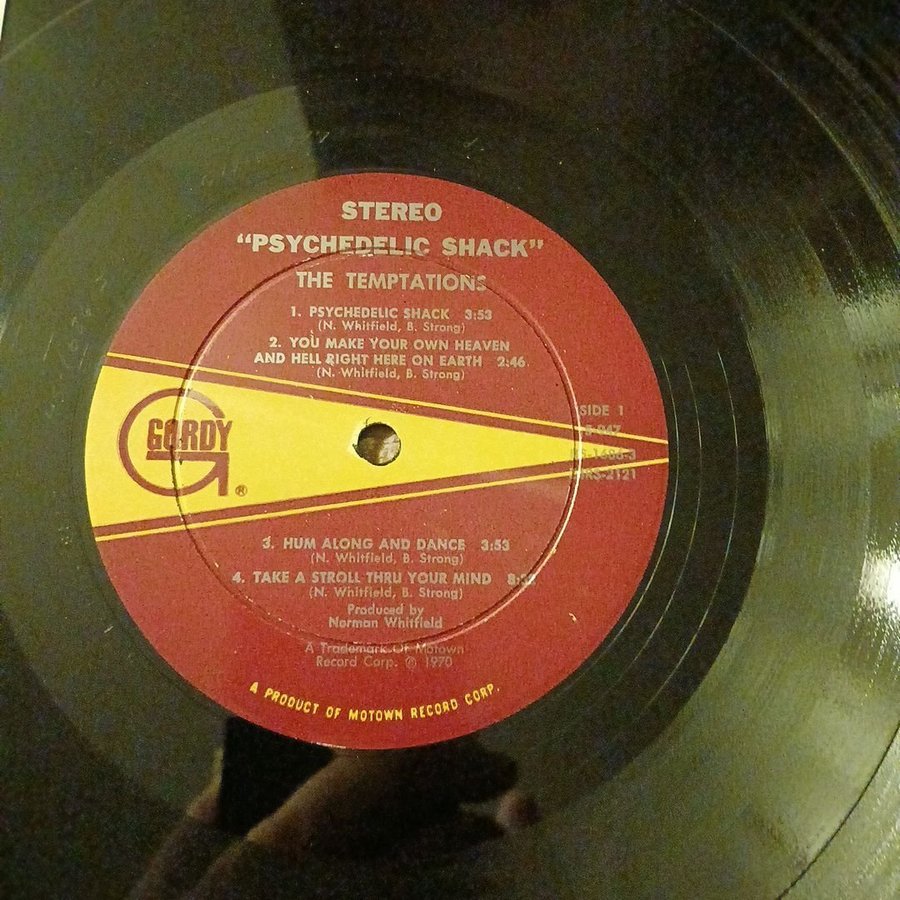 STEREO
"PSYCHEDELIC SHACK"
THE TEMPTATIONS
1. PSYCHEDELIC SHACK 3:53
(N. Whitfield, B. Strong)
2. YOU MAKE YOUR OWN HEAVEN
AND HELL RIGHT HERE ON EARTH 2:46
(N. Whitfield, B. Strong)
GORDY
®
SIDE 1
3. HUM ALONG AND DANCE 3:53
(N. Whitfield, B. Strong)
4. TAKE A STROLL THRU YOUR MIND
(N. Whitfield, B. Strong)
Produced by
Norman Whitfield
A Trademark Of Motown
Record Corp. © 1970
A PRODUCT OF MOTOWN RECORD CORP.